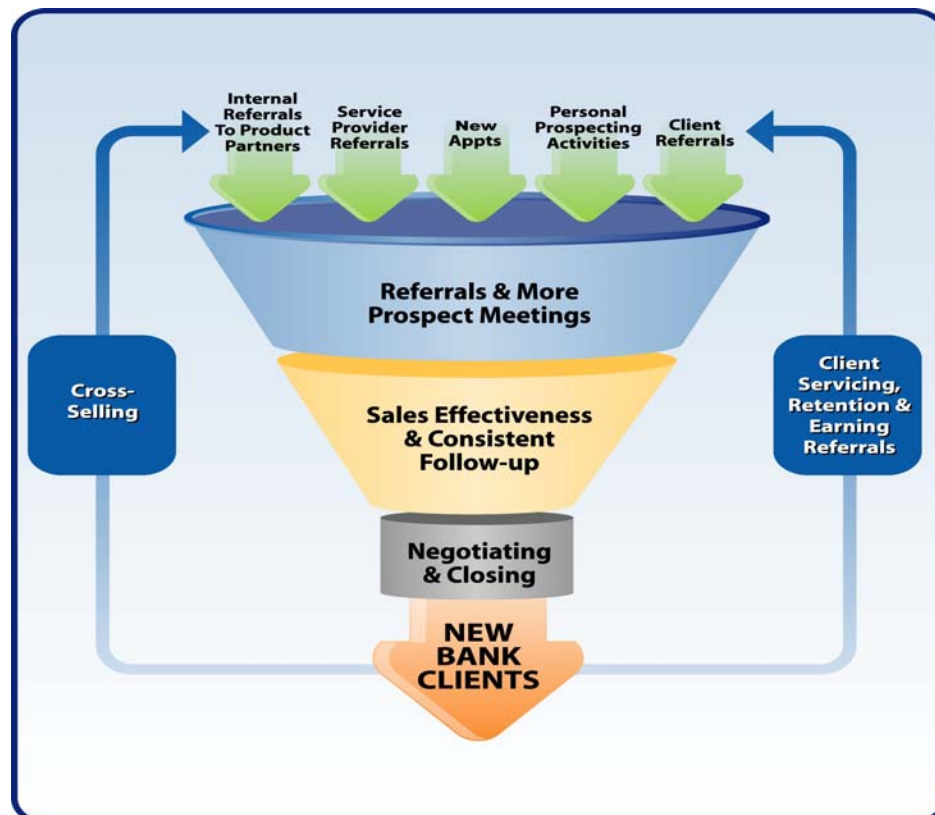 Internal
Referrals
To Product
Partners
Service
Provider
Referrals
New
Appts
Personal
Prospecting
Activities
Client
Referrals
Referrals & More
Prospect Meetings
Cross-
Selling
Sales Effectiveness
& Consistent
Follow-up
Client
Servicing,
Retention &
Earning
Referrals
Negotiating
& Closing
NEW
BANK
CLIENTS